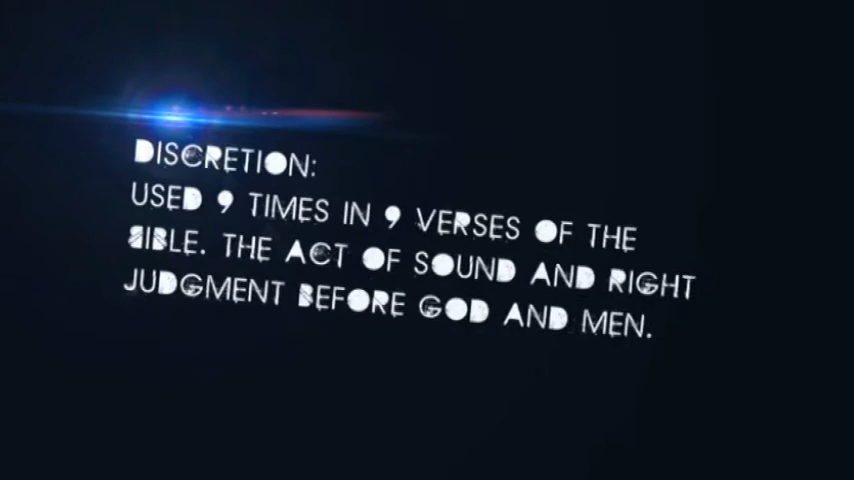 DISCRETION:
USED 9 TIMES IN 9 VERSES OF THE
BIBLE. THE ACT OF SOUND AND RIGHT
JUDGMENT BEFORE GOD AND MEN.